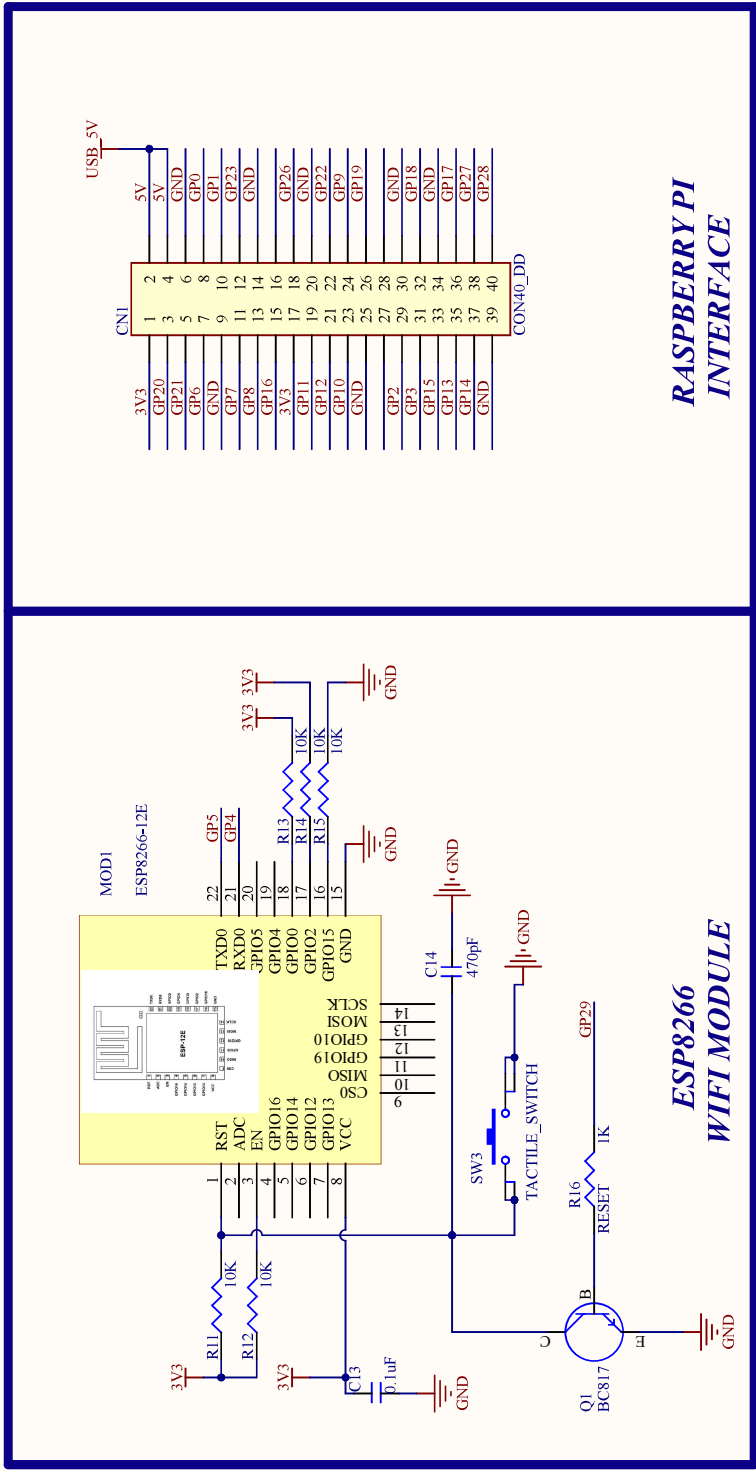 USB_5V
CN1
3V3 1 2 5V
GP20 3 4 5V
GP21 5 6 GND
GP6 7 8 GP0
GND 9 10 GP1
GP7 11 12 GP23
GP8 13 14 GND
GP16 15 16
3V3 17 18 GP26
GP11 19 20 GND
GP12 21 22 GP22
GP10 23 24 GP9
GND 25 26 GP19
27 28
GP2 29 30 GND
GP3 31 32 GP18
GP15 33 34 GND
GP13 35 36 GP17
GP14 37 38 GP27
GND 39 40 GP28
CON40_DD
RASPBERRY PI
INTERFACE
MOD1
ESP8266-12E
ESP-12E
1 RST
2 ADC
3 EN
4 GPIO16
5 GPIO14
6 GPIO12
7 GPIO13
8 VCC
TXD0 22 GP5
RXD0 21 GP4
GPIO5 20
GPIO4 19
GPIO0 18
GPIO2 17
GPIO15 16
GND 15
CS0 9
MISO 10
GPIO19 11
GPIO10 12
MOSI 13
SCLK 14
3V3
R11 10K
R12 10K
3V3
C13
0.1uF
GND
3V3
3V3
R13 10K
R14 10K
R15 10K
GND
GND
C14
470pF
GND
SW3
TACTILE_SWITCH
GND
R16 1K
RESET
GP29
Q1
BC817
C
B
E
GND
ESP8266
WIFI MODULE